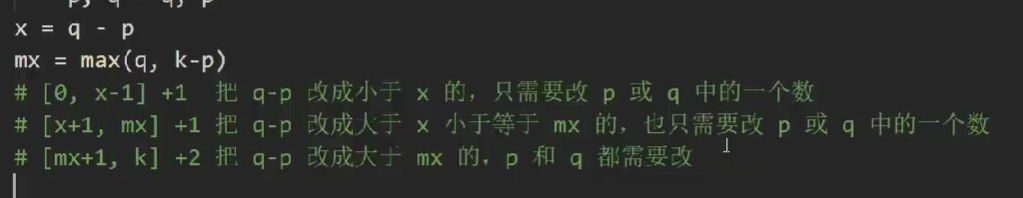 x = q - p
mx = max(q, k-p)
# [0, x-1] +1 把 q-p 改成小于 x 的，只需要改 p 或 q 中的一个数
# [x+1, mx] +1 把 q-p 改成大于 x 小于等于 mx 的，也只需要改 p 或 q 中的一个数
# [mx+1, k] +2 把 q-p 改成大于 mx 的，p 和 q 都需要改